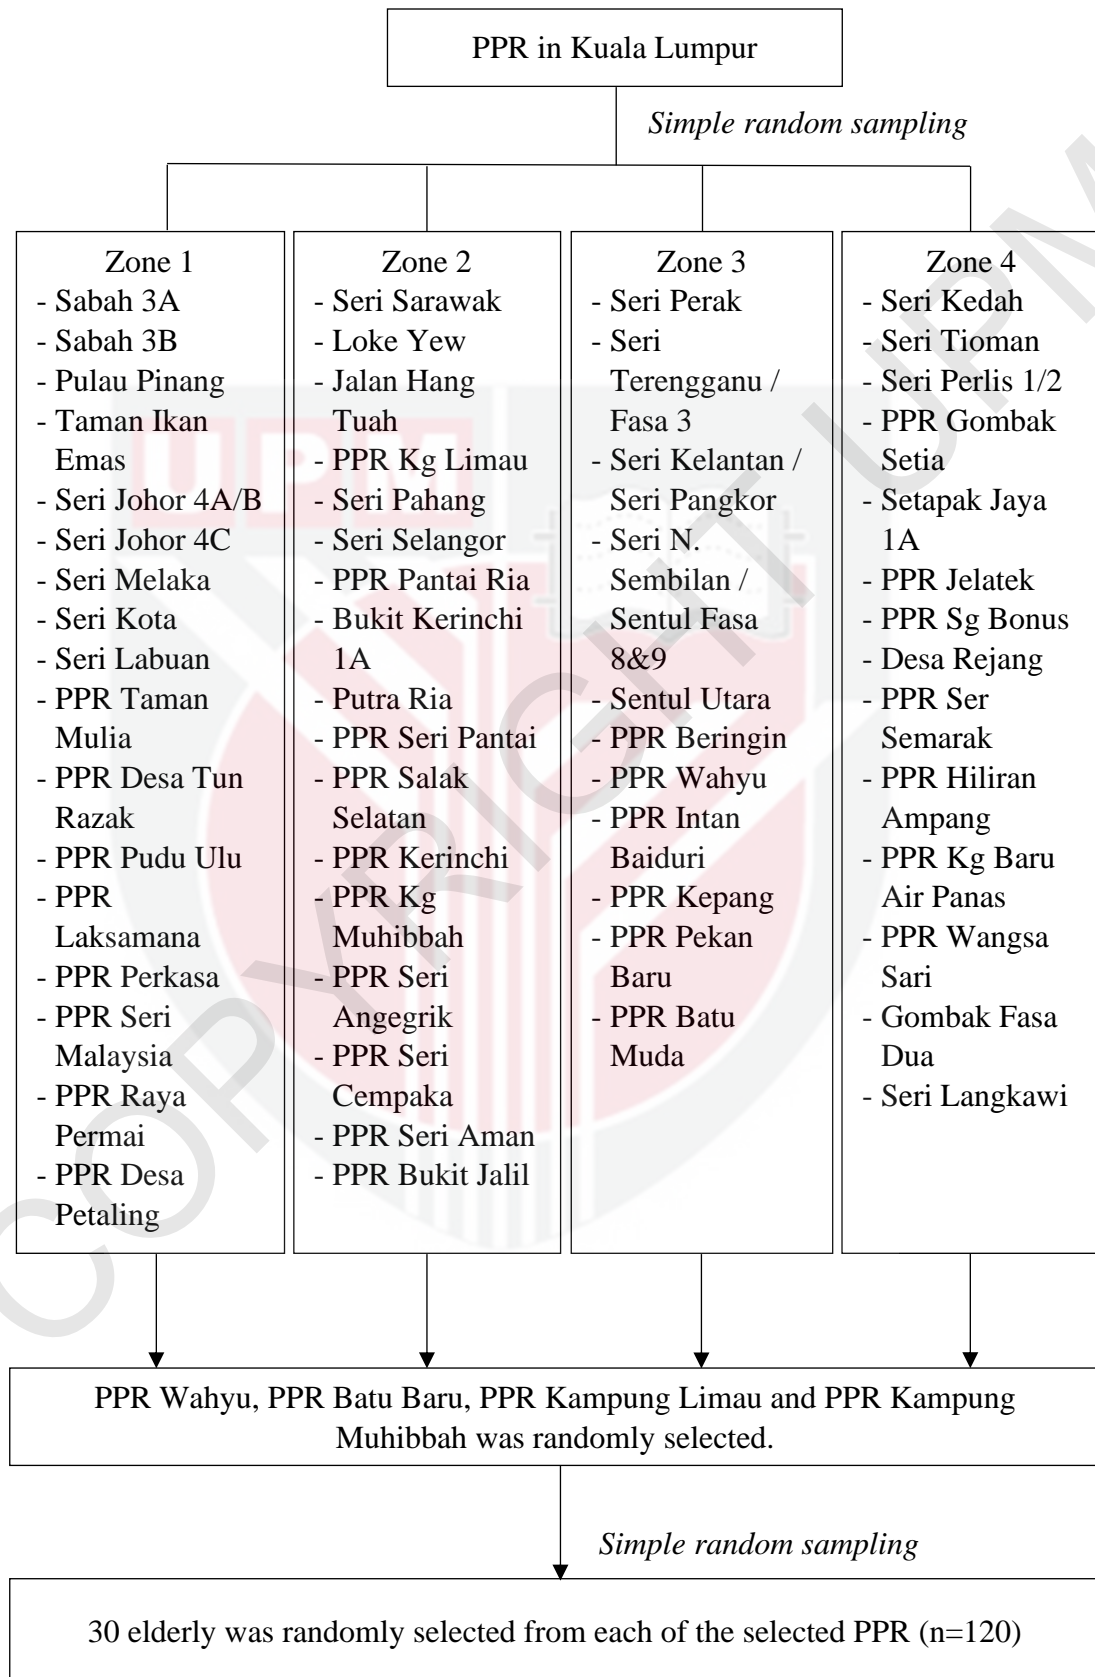 PPR in Kuala Lumpur
Simple random sampling
Zone 1
- Sabah 3A
- Sabah 3B
- Pulau Pinang
- Taman Ikan
Emas
- Seri Johor 4A/B
- Seri Johor 4C
- Seri Melaka
- Seri Kota
- Seri Labuan
- PPR Taman
Mulia
- PPR Desa Tun
Razak
- PPR Pudu Ulu
- PPR
Laksamana
- PPR Perkasa
- PPR Seri
Malaysia
- PPR Raya
Permai
- PPR Desa
Petaling
Zone 2
- Seri Sarawak
- Loke Yew
- Jalan Hang
Tuah
- PPR Kg Limau
- Seri Pahang
- Seri Selangor
- PPR Pantai Ria
- Bukit Kerinchi
1A
- Putra Ria
- PPR Seri Pantai
- PPR Salak
Selatan
- PPR Kerinchi
- PPR Kg
Muhibbah
- PPR Seri
Angegrik
- PPR Seri
Cempaka
- PPR Seri Aman
- PPR Bukit Jalil
Zone 3
- Seri Perak
- Seri
Terengganu /
Fasa 3
- Seri Kelantan /
Seri Pangkor
- Seri N.
Sembilan /
Sentul Fasa
8&9
- Sentul Utara
- PPR Beringin
- PPR Wahyu
- PPR Intan
Baiduri
- PPR Kepang
- PPR Pekan
Baru
- PPR Batu
Muda
Zone 4
- Seri Kedah
- Seri Tioman
- Seri Perlis 1/2
- PPR Gombak
Setia
- Setapak Jaya
1A
- PPR Jelatek
- PPR Sg Bonus
- Desa Rejang
- PPR Ser
Semarak
- PPR Hiliran
Ampang
- PPR Kg Baru
Air Panas
- PPR Wangsa
Sari
- Gombak Fasa
Dua
- Seri Langkawi
PPR Wahyu, PPR Batu Baru, PPR Kampung Limau and PPR Kampung
Muhibbah was randomly selected.
Simple random sampling
30 elderly was randomly selected from each of the selected PPR (n=120)
UPM
COPYRIGHT UPM